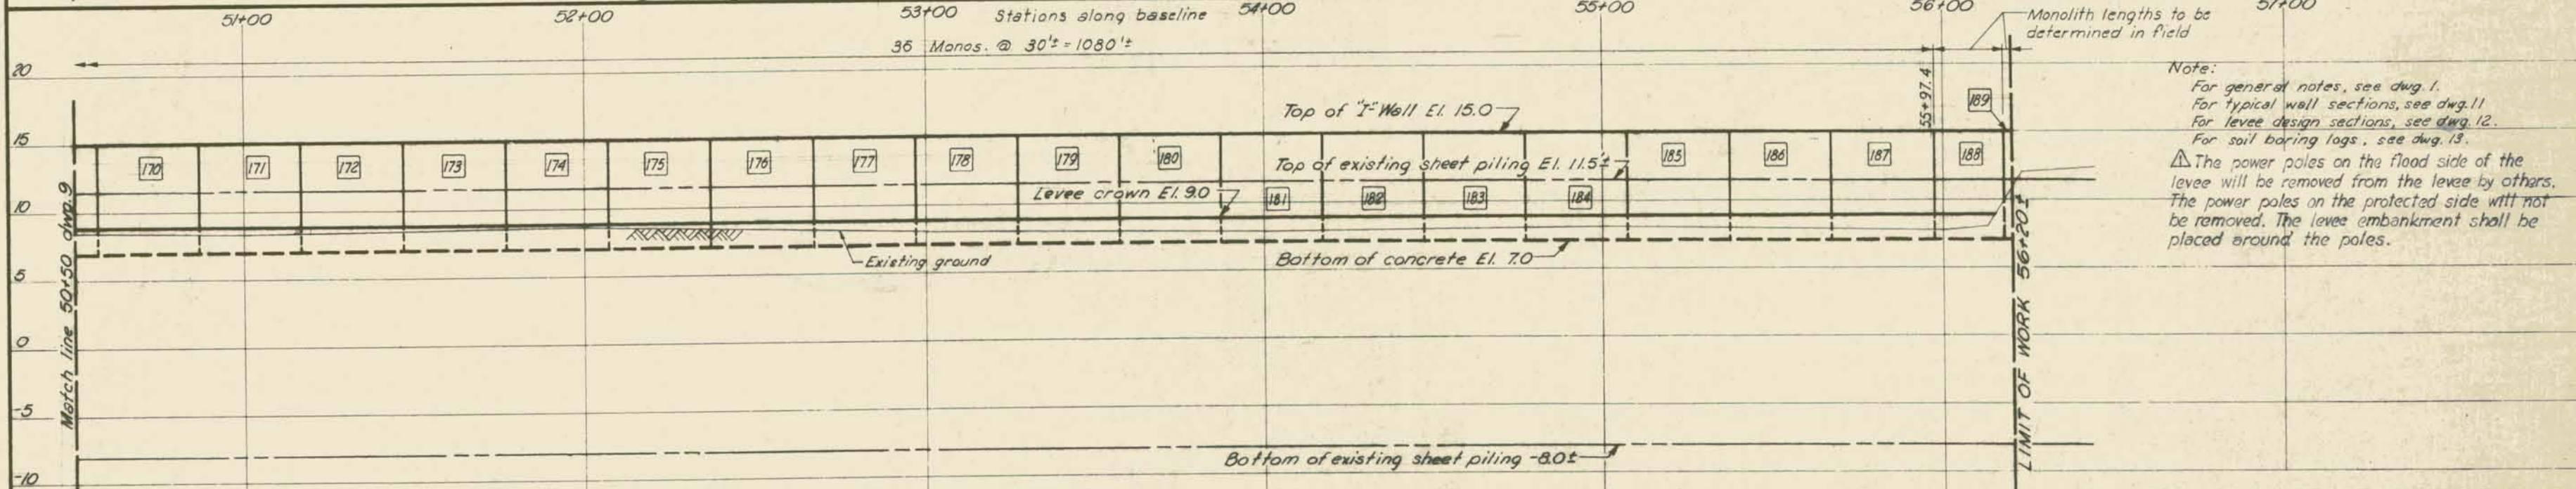 51+00
52+00
53+00
Stations along baseline
54+00
55+00
56+00
57+00
36 Monos. @ 30'± = 1080'±
Monolith lengths to be
determined in field
20
15
10
5
0
-5
-10
Match line 50+50 dwg. 9
170
171
172
173
174
175
176
177
178
179
180
181
182
183
184
185
186
187
188
189
Top of "I" Wall El. 15.0
Top of existing sheet piling El. 11.5±
Levee crown El. 9.0
Existing ground
Bottom of concrete El. 7.0
Bottom of existing sheet piling -8.0±
55+97.4
LIMIT OF WORK 56+20±
Note:
For general notes, see dwg. 1.
For typical wall sections, see dwg. 11
For levee design sections, see dwg. 12.
For soil boring logs, see dwg. 13.
The power poles on the flood side of the
levee will be removed from the levee by others.
The power poles on the protected side will not
be removed. The levee embankment shall be
placed around the poles.